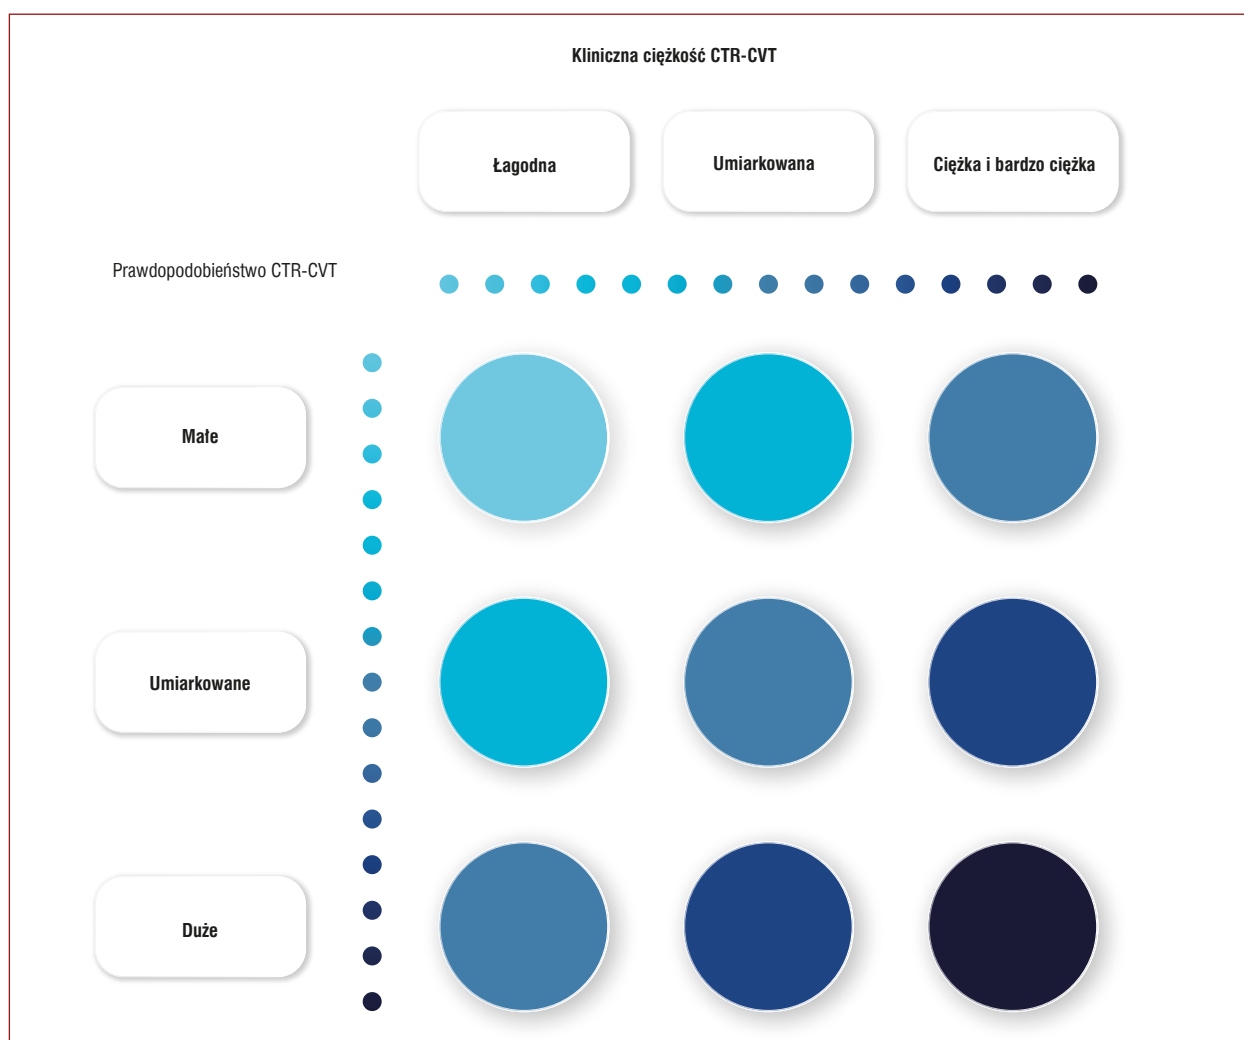 Kliniczna ciężkość CTR-CVT
Łagodna
Umiarkowana
Ciężka i bardzo ciężka
Prawdopodobieństwo CTR-CVT
Małe
Umiarkowane
Duże